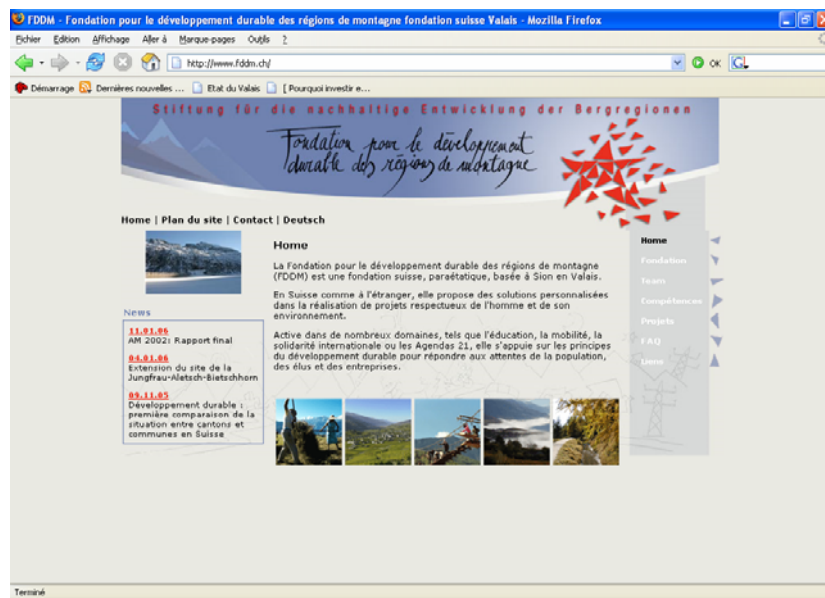 FDDM - Fondation pour le développement durable des régions de montagne fondation suisse Valais - Mozilla Firefox
Fichier Edition Affichage Aller à Marque-pages Outils ?
http://www.fddm.ch/
OK
Démarrage Dernières nouvelles ... Etat du Valais [ Pourquoi investir e...
Stiftung für die nachhaltige Entwicklung der Bergregionen
Fondation pour le développement
durable des régions de montagne
Home | Plan du site | Contact | Deutsch
Home
La Fondation pour le développement durable des régions de montagne
(FDDM) est une fondation suisse, paraétatique, basée à Sion en Valais.
En Suisse comme à l'étranger, elle propose des solutions personnalisées
dans la réalisation de projets respectueux de l'homme et de son
environnement.
Active dans de nombreux domaines, tels que l'éducation, la mobilité, la
solidarité internationale ou les Agendas 21, elle s'appuie sur les principes
du développement durable pour répondre aux attentes de la population,
des élus et des entreprises.
News
11.01.06
AM 2002: Rapport final
04.01.06
Extension du site de la
Jungfrau-Aletsch-Bietschhorn
09.11.05
Développement durable :
première comparaison de la
situation entre cantons et
communes en Suisse
Home
Fondation
Team
Compétences
Projets
FAQ
Liens
Terminé